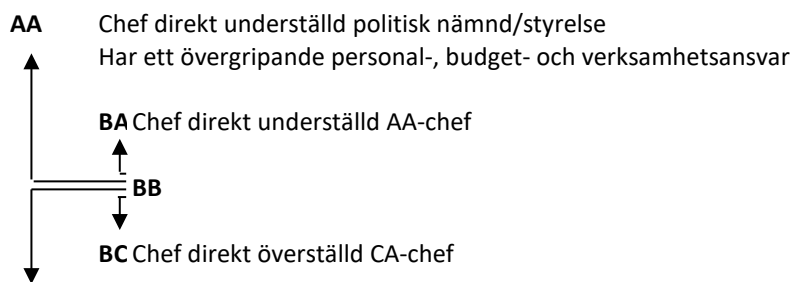 AA Chef direkt underställd politisk nämnd/styrelse
Har ett övergripande personal-, budget- och verksamhetsansvar
BA Chef direkt underställd AA-chef
BB
BC Chef direkt överställd CA-chef